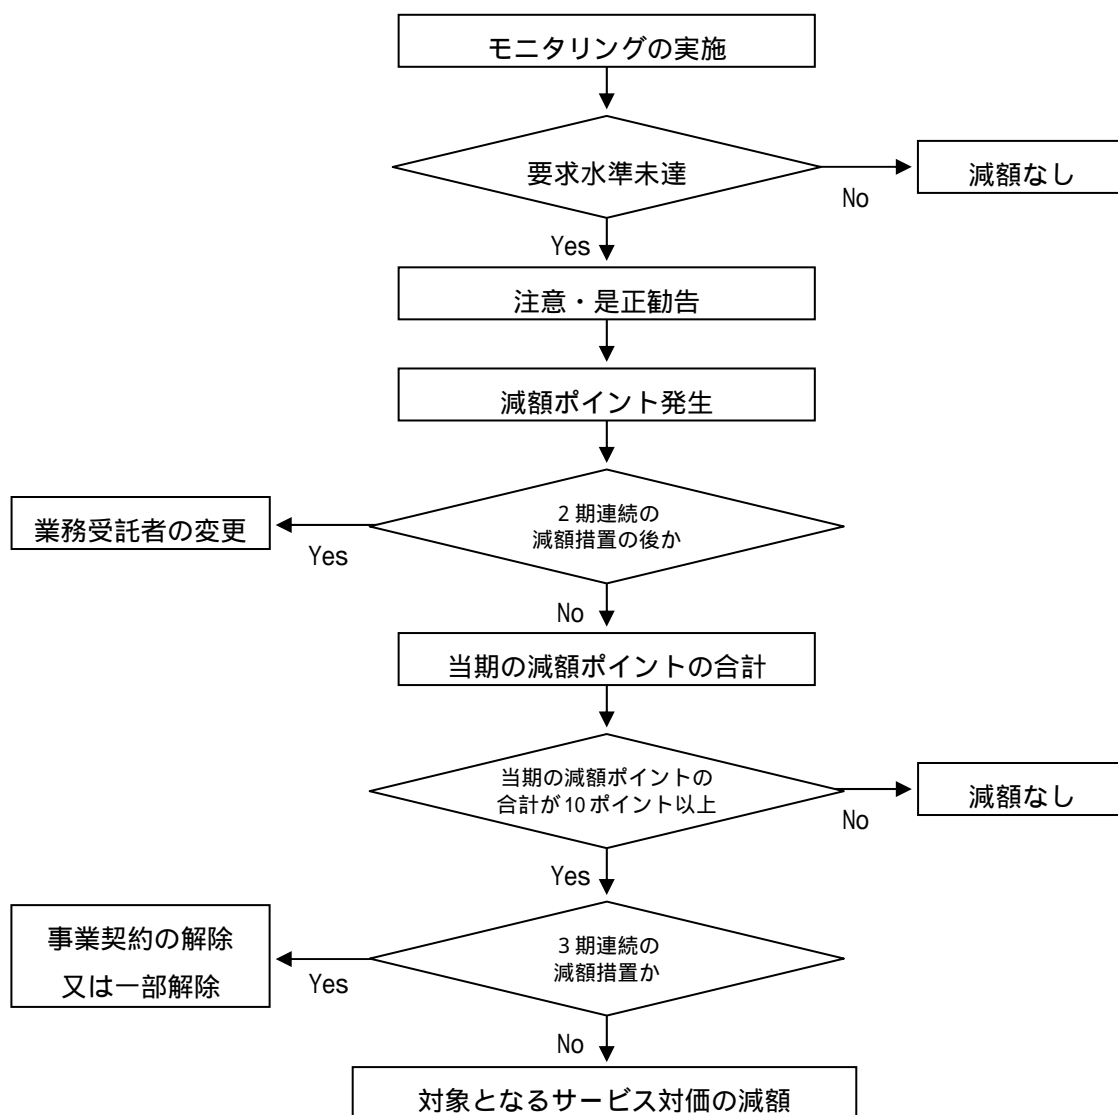 モニタリングの実施
要求水準未達
減額なし
No
Yes
注意・是正勧告
減額ポイント発生
2期連続の
減額措置の後か
業務受託者の変更
Yes
No
当期の減額ポイントの合計
当期の減額ポイントの
合計が10ポイント以上
減額なし
No
Yes
3期連続の
減額措置か
事業契約の解除
又は一部解除
Yes
No
対象となるサービス対価の減額